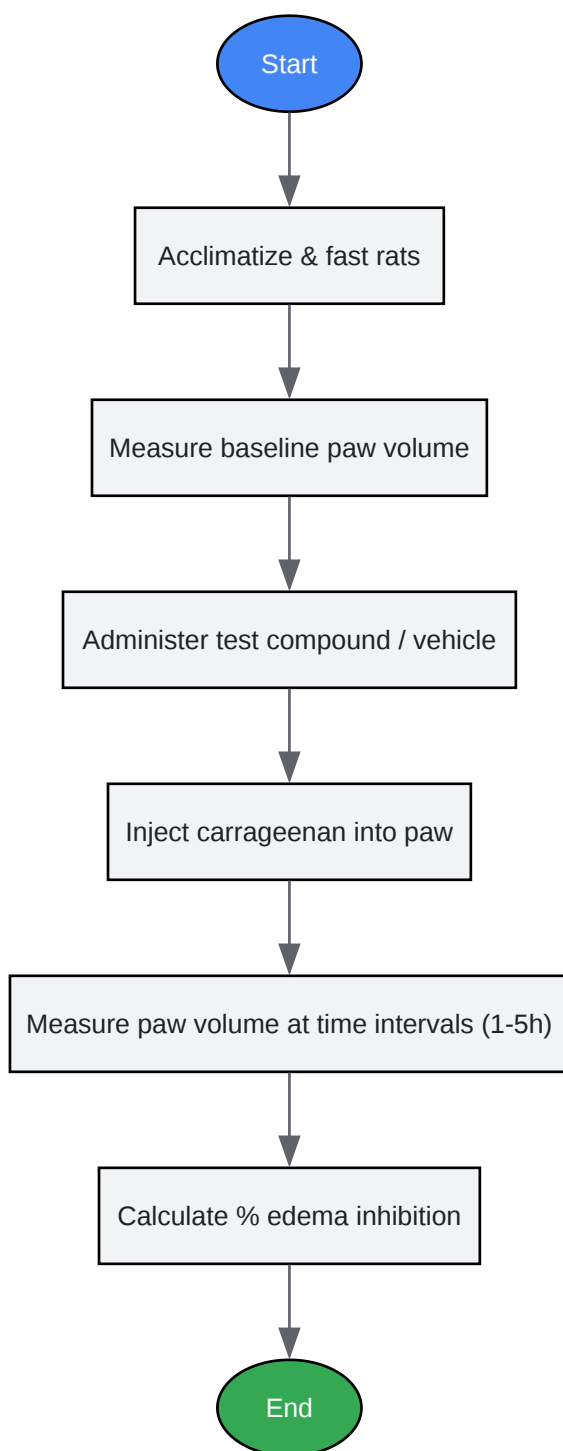 Start
Acclimatize & fast rats
Measure baseline paw volume
Administer test compound / vehicle
Inject carrageenan into paw
Measure paw volume at time intervals (1-5h)
Calculate % edema inhibition
End